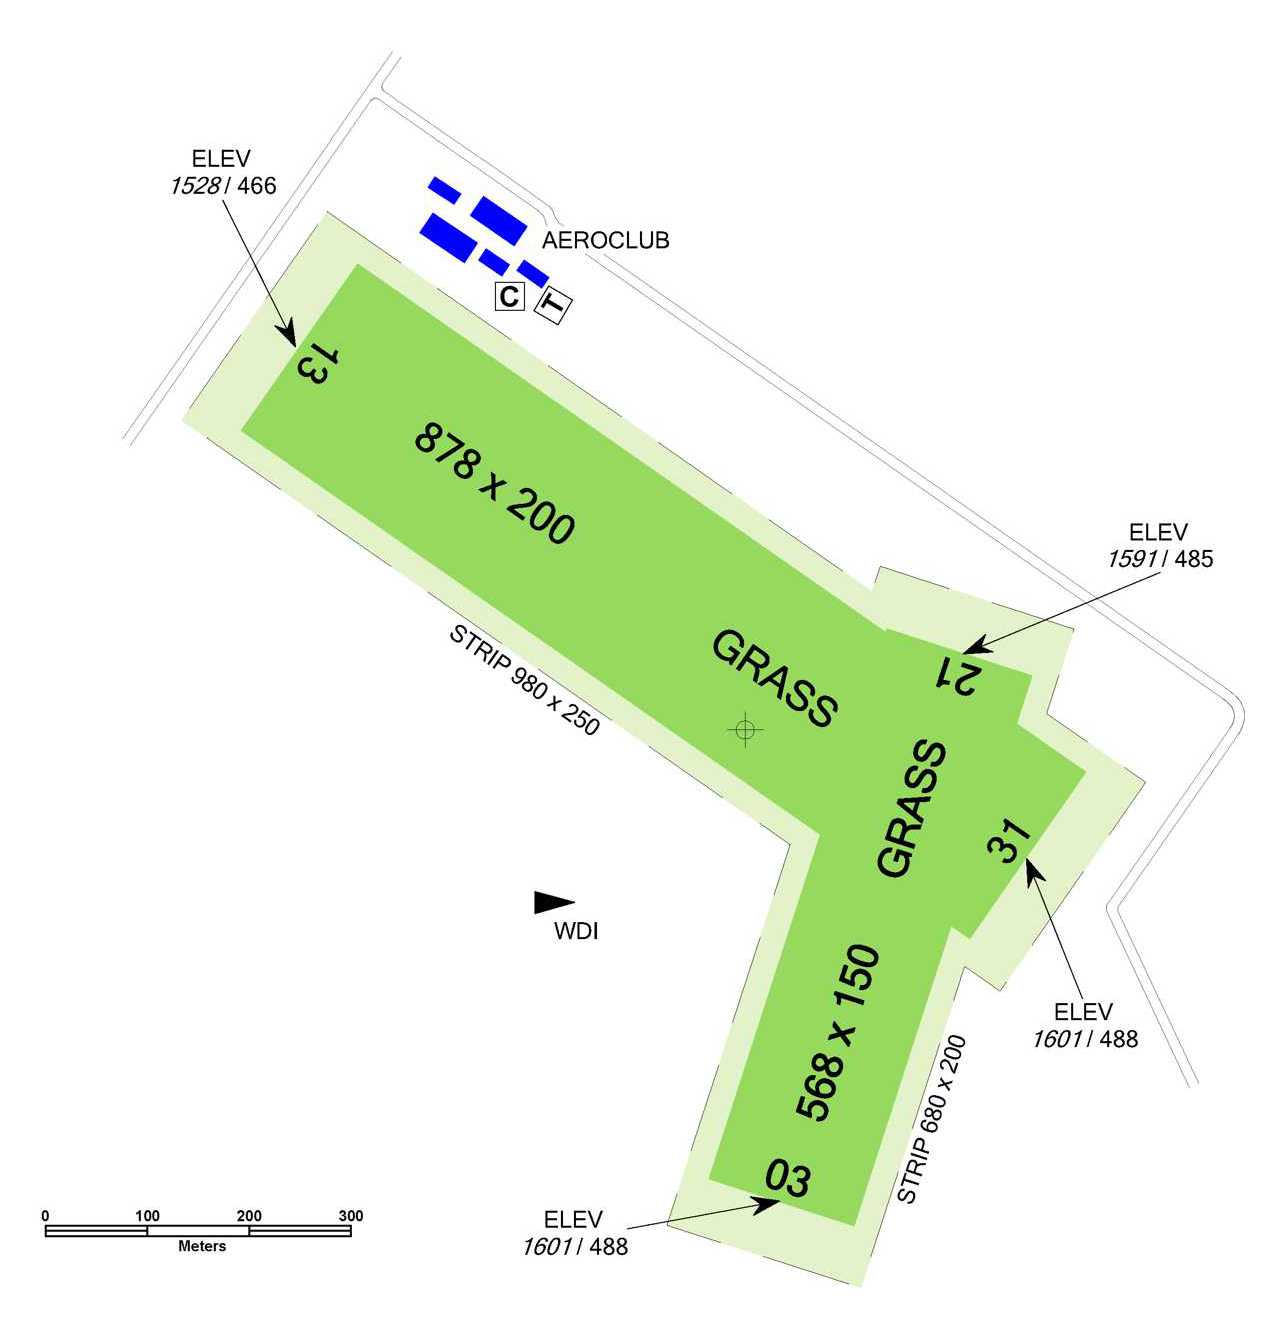 ELEV
1528 / 466
AEROCLUB
C
T
13
878 x 200
ELEV
1591 / 485
STRIP 980 x 250
GRASS
21
GRASS
31
WDI
568 x 150
ELEV
1601 / 488
STRIP 680 x 200
03
ELEV
1601 / 488
0 100 200 300
Meters